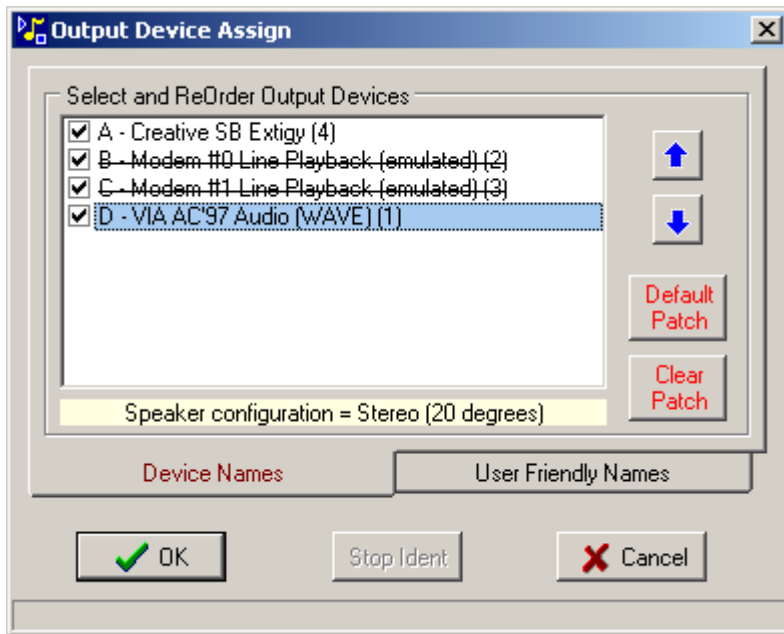 Output Device Assign
Select and ReOrder Output Devices
A - Creative SB Extigy (4)
B - Modem #0 Line Playback (emulated) (2)
C - Modem #1 Line Playback (emulated) (3)
D - VIA AC'97 Audio (WAVE) (1)
Default
Patch
Clear
Patch
Speaker configuration = Stereo (20 degrees)
Device Names
User Friendly Names
OK
Stop Ident
Cancel